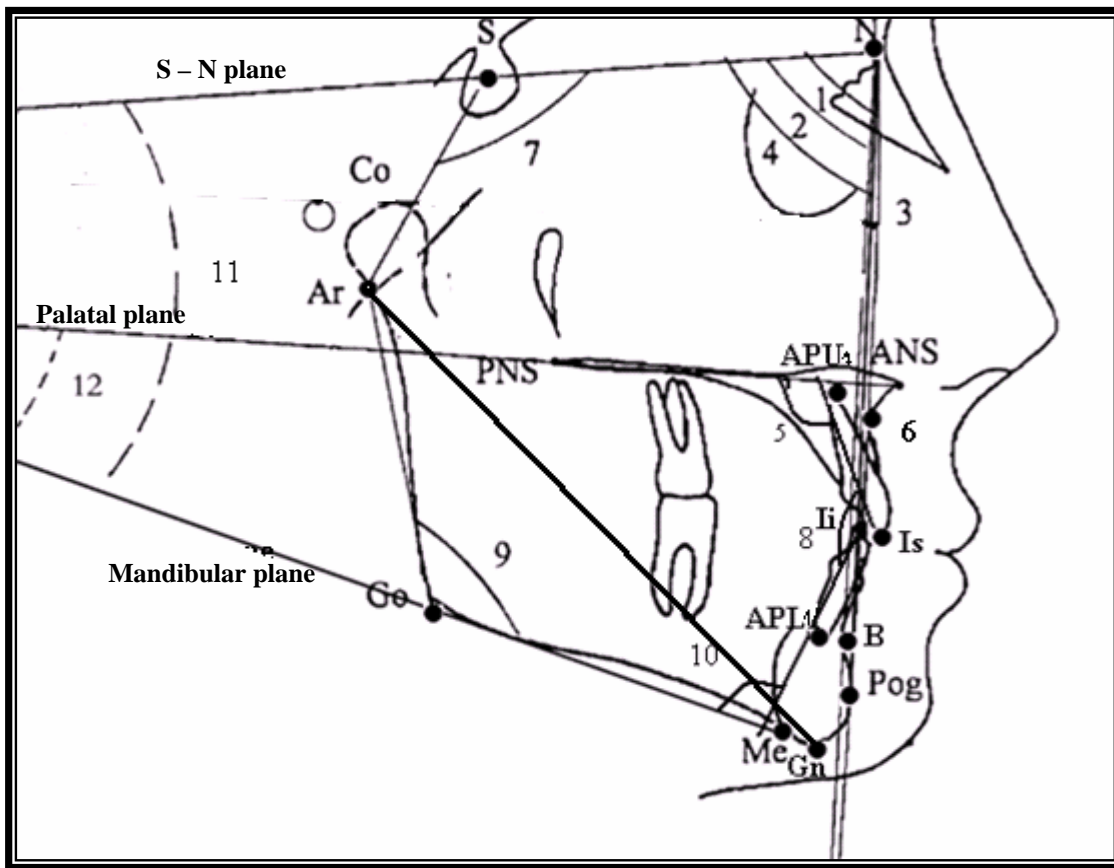 S
N
S – N plane
1
2
4
7
Co
3
11
Ar
Palatal plane
PNS
APU1
ANS
12
5
6
Ii
8
Is
9
Mandibular plane
Go
APL1
B
10
Pog
Me
Gn